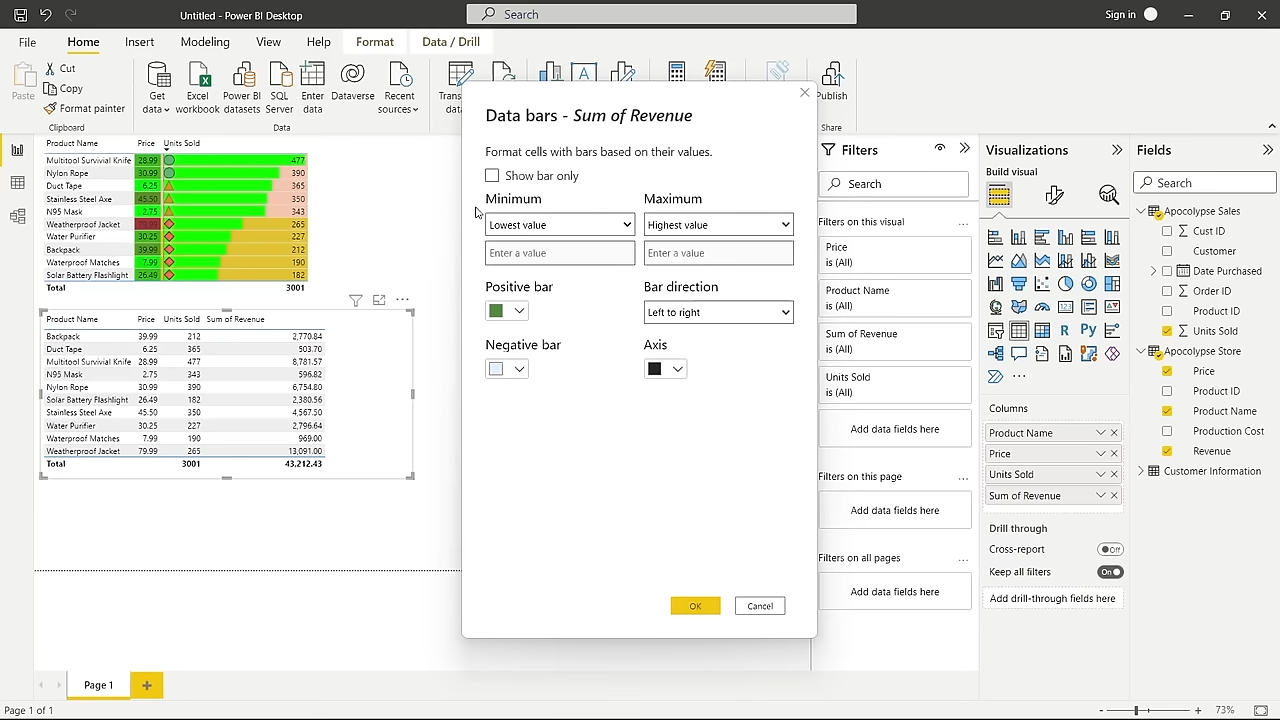 Untitled - Power BI Desktop
Search
Sign in
File Home Insert Modeling View Help Format Data / Drill
Paste
Cut
Copy
Format painter
Clipboard
Get data
Excel workbook
Power BI datasets
SQL Server
Enter data
Dataverse
Recent sources
Data
Publish
Share
Product Name Price Units Sold
Multitool Survivial Knife 28.99 477
Nylon Rope 30.99 390
Duct Tape 6.25 365
Stainless Steel Axe 45.50 350
N95 Mask 2.75 343
Weatherproof Jacket 265
Water Purifier 30.25 227
Backpack 39.99 212
Waterproof Matches 7.99 190
Solar Battery Flashlight 26.49 182
Total 3001
Product Name Price Units Sold Sum of Revenue
Backpack 39.99 212 2,770.84
Duct Tape 6.25 365 503.70
Multitool Survivial Knife 28.99 477 8,781.57
N95 Mask 2.75 343 596.82
Nylon Rope 30.99 390 6,754.80
Solar Battery Flashlight 26.49 182 2,380.56
Stainless Steel Axe 45.50 350 4,567.50
Water Purifier 30.25 227 2,796.64
Waterproof Matches 7.99 190 969.00
Weatherproof Jacket 79.99 265 13,091.00
Total 3001 43,212.43
Data bars - Sum of Revenue
Format cells with bars based on their values.
Show bar only
Minimum Maximum
Lowest value Highest value
Enter a value Enter a value
Positive bar Bar direction
Left to right
Negative bar Axis
OK Cancel
Filters
Search
Filters on this visual
Price
is (All)
Product Name
is (All)
Sum of Revenue
is (All)
Units Sold
is (All)
Add data fields here
Filters on this page
Add data fields here
Filters on all pages
Add data fields here
Visualizations
Build visual
R Py
Columns
Product Name
Price
Units Sold
Sum of Revenue
Drill through
Cross-report Off
Keep all filters On
Add drill-through fields here
Fields
Search
Apocolypse Sales
Cust ID
Customer
Date Purchased
Order ID
Product ID
Units Sold
Apocolypse Store
Price
Product ID
Product Name
Production Cost
Revenue
Customer Information
Page 1
Page 1 of 1
73%